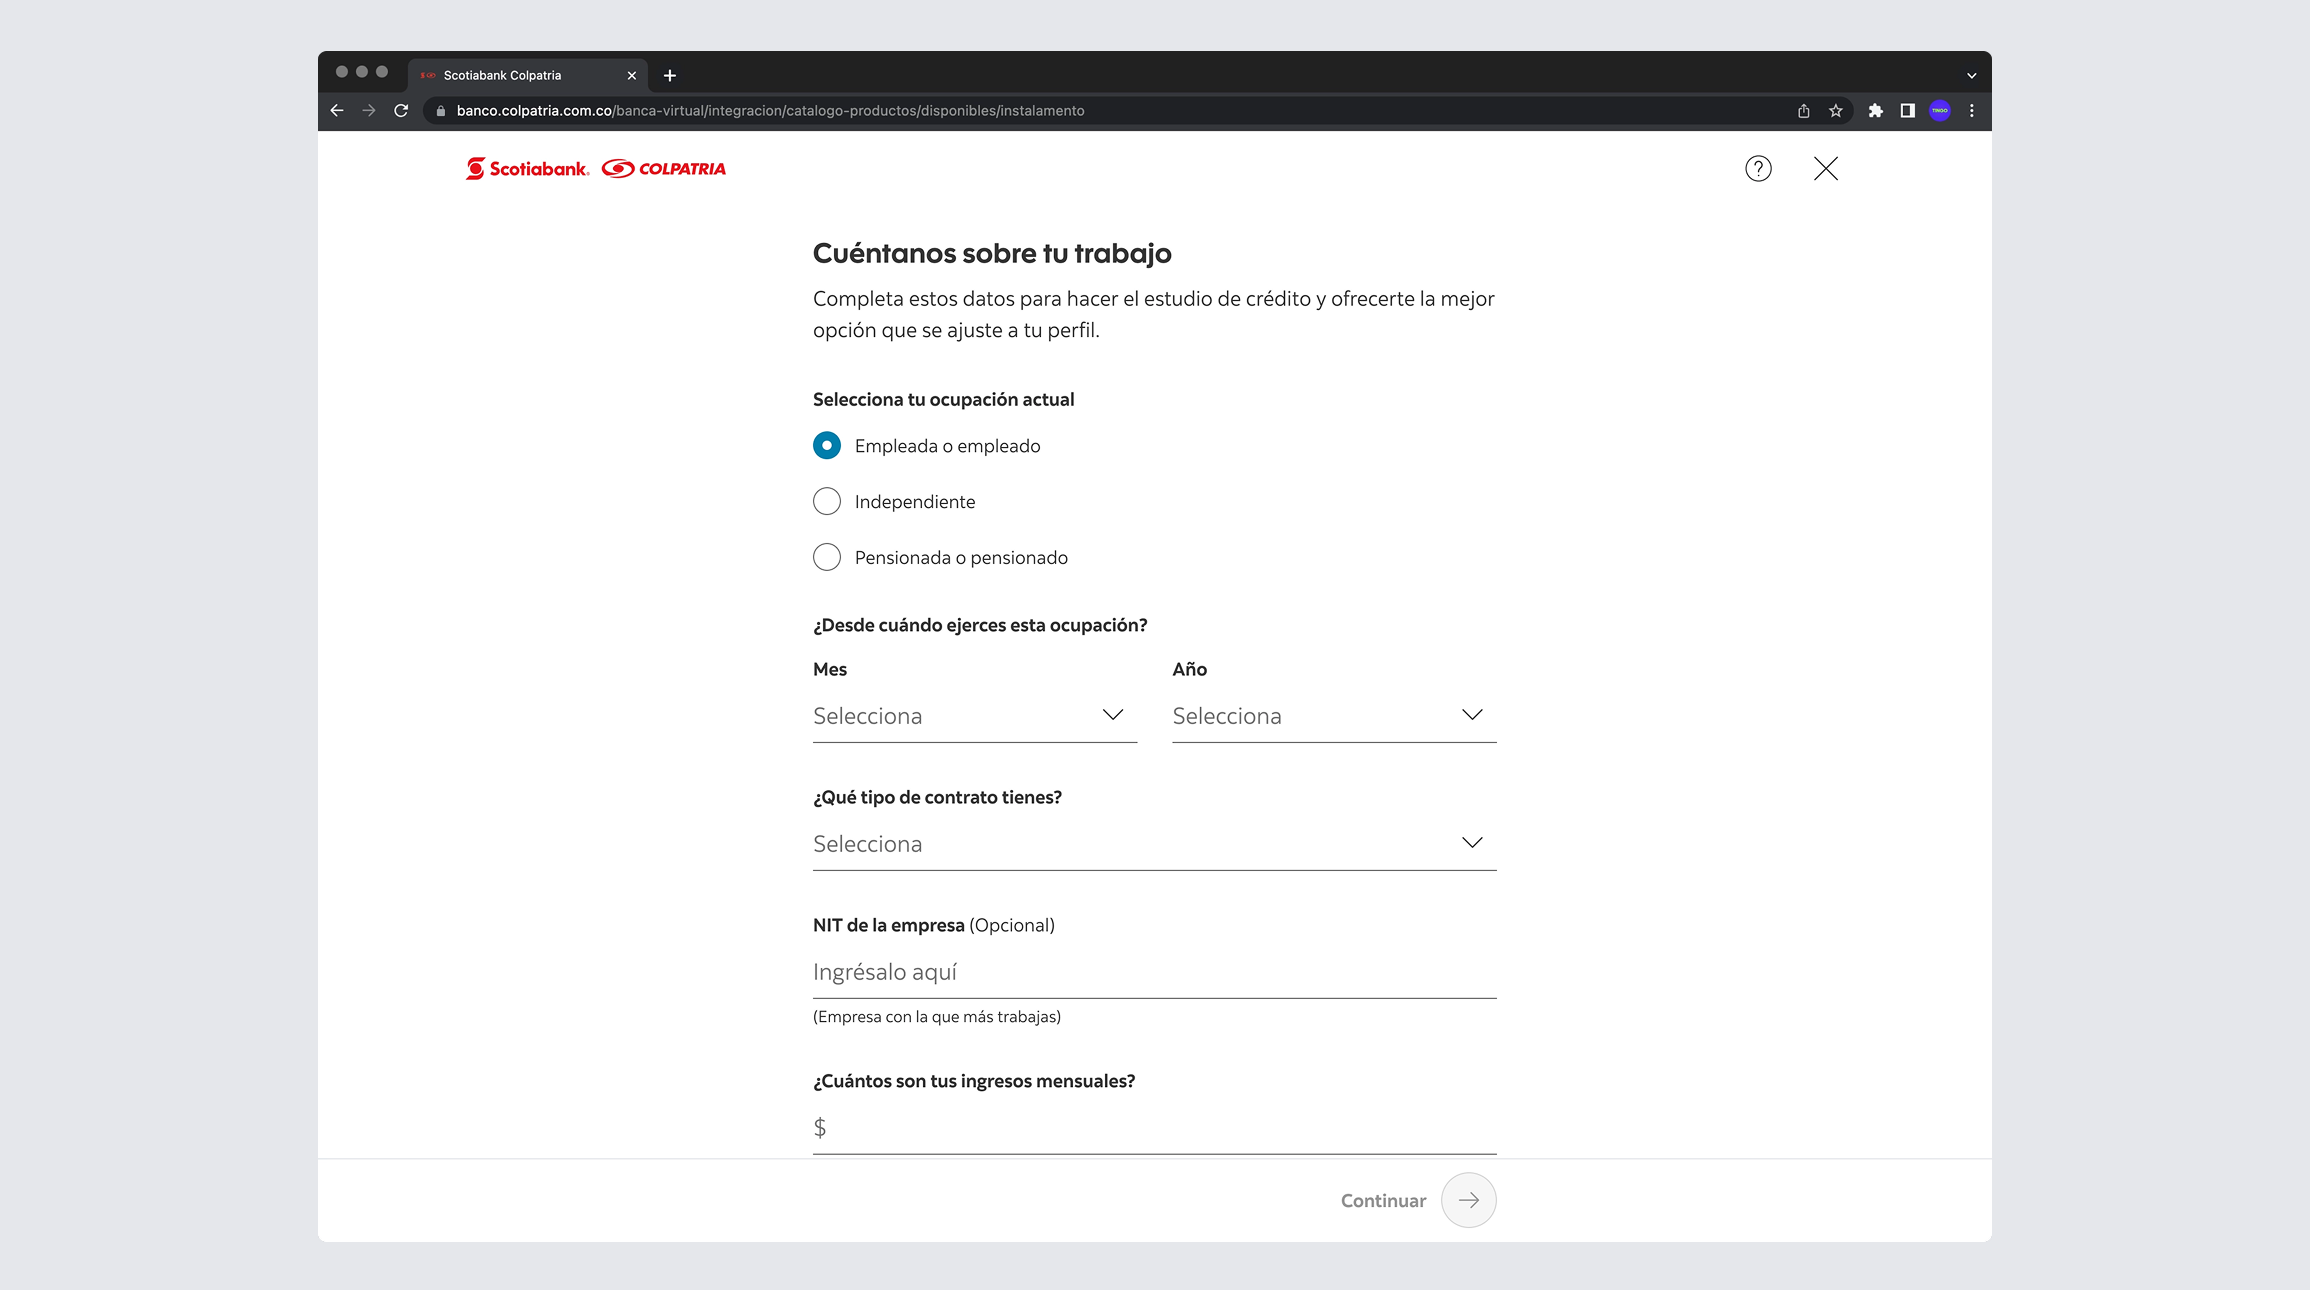 Scotiabank Colpatria
banco.colpatria.com.co/banca-virtual/integracion/catalogo-productos/disponibles/instalamento
TINGO
Scotiabank. COLPATRIA
?
Cuéntanos sobre tu trabajo
Completa estos datos para hacer el estudio de crédito y ofrecerte la mejor
opción que se ajuste a tu perfil.
Selecciona tu ocupación actual
Empleada o empleado
Independiente
Pensionada o pensionado
¿Desde cuándo ejerces esta ocupación?
Mes Año
Selecciona Selecciona
¿Qué tipo de contrato tienes?
Selecciona
NIT de la empresa (Opcional)
Ingrésalo aquí
(Empresa con la que más trabajas)
¿Cuántos son tus ingresos mensuales?
$
Continuar